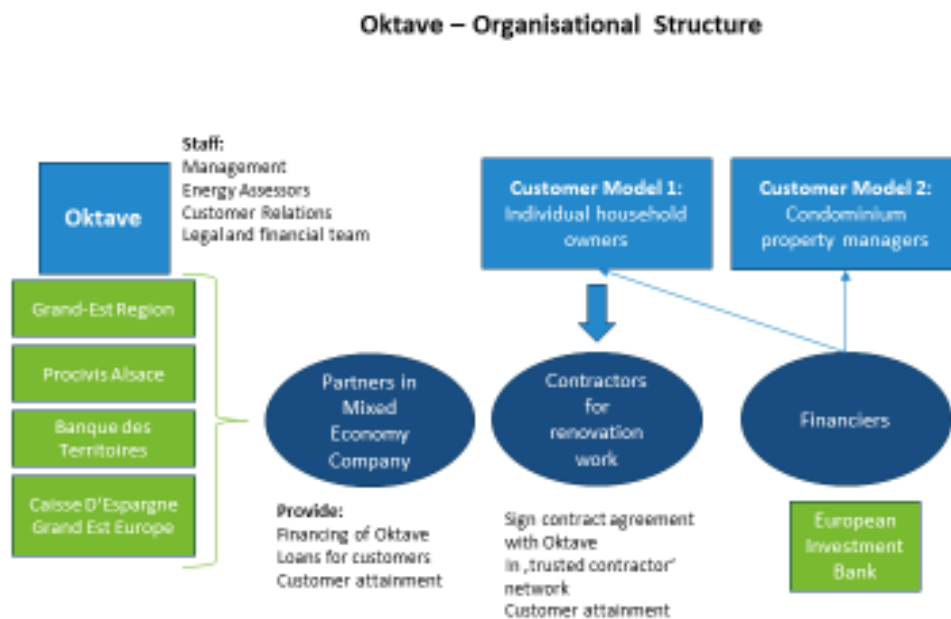 Oktave – Organisational Structure
Staff:
Management
Energy Assessors
Customer Relations
Legal and financial team
Oktave
Grand-Est Region
Procivis Alsace
Banque des
Territoires
Caisse D'Espargne
Grand Est Europe
Partners in
Mixed
Economy
Company
Provide:
Financing of Oktave
Loans for customers
Customer attainment
Customer Model 1:
Individual household
owners
Contractors
for
renovation
work
Sign contract agreement
with Oktave
In ‚trusted contractor'
network
Customer attainment
Customer Model 2:
Condominium
property managers
Financiers
European
Investment
Bank